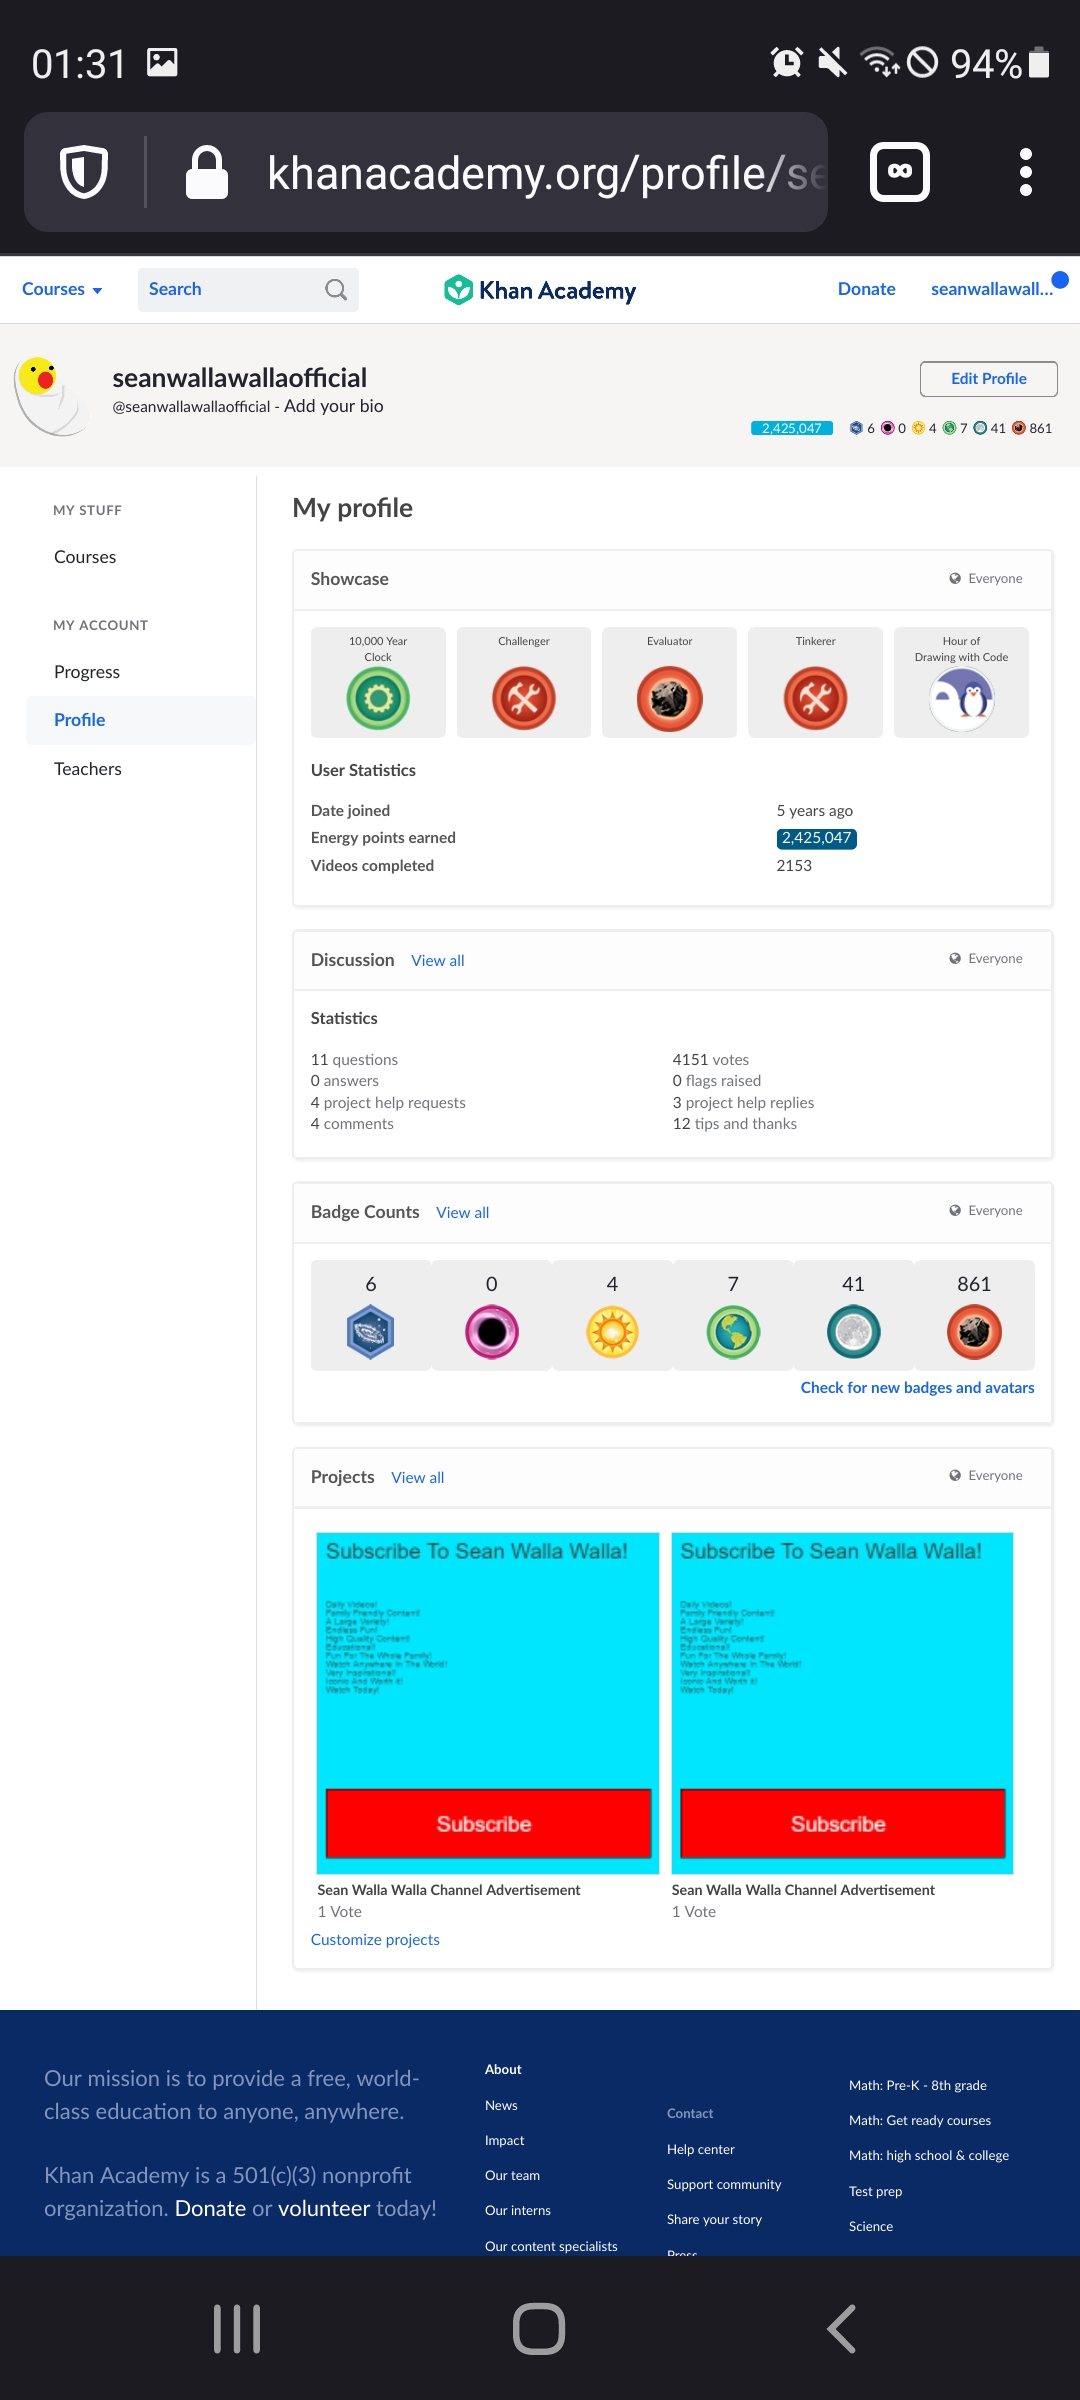 01:31
94%
khanacademy.org/profile/se
Courses
Search
Khan Academy
Donate
seanwallawall...
seanwallawallaofficial
@seanwallawallaofficial - Add your bio
Edit Profile
2,425,047 6 0 4 7 41 861
MY STUFF
Courses
MY ACCOUNT
Progress
Profile
Teachers
My profile
Showcase
Everyone
10,000 Year
Clock
Challenger
Evaluator
Tinkerer
Hour of
Drawing with Code
User Statistics
Date joined 5 years ago
Energy points earned 2,425,047
Videos completed 2153
Discussion View all
Everyone
Statistics
11 questions 4151 votes
0 answers 0 flags raised
4 project help requests 3 project help replies
4 comments 12 tips and thanks
Badge Counts View all
Everyone
6 0 4 7 41 861
Check for new badges and avatars
Projects View all
Everyone
Subscribe To Sean Walla Walla!
Daily Videos!
Family Friendly Content!
A Large Variety!
Endless Fun!
High Quality Content!
Educational!
Fun For The Whole Family!
Watch Anywhere In The World!
Very Inspirational!
Iconic And Worth It!
Watch Today!
Subscribe
Sean Walla Walla Channel Advertisement
1 Vote
Subscribe To Sean Walla Walla!
Daily Videos!
Family Friendly Content!
A Large Variety!
Endless Fun!
High Quality Content!
Educational!
Fun For The Whole Family!
Watch Anywhere In The World!
Very Inspirational!
Iconic And Worth It!
Watch Today!
Subscribe
Sean Walla Walla Channel Advertisement
1 Vote
Customize projects
Our mission is to provide a free, world-
class education to anyone, anywhere.
Khan Academy is a 501(c)(3) nonprofit
organization. Donate or volunteer today!
About
News
Impact
Our team
Our interns
Our content specialists
Contact
Help center
Support community
Share your story
Press
Math: Pre-K - 8th grade
Math: Get ready courses
Math: high school & college
Test prep
Science